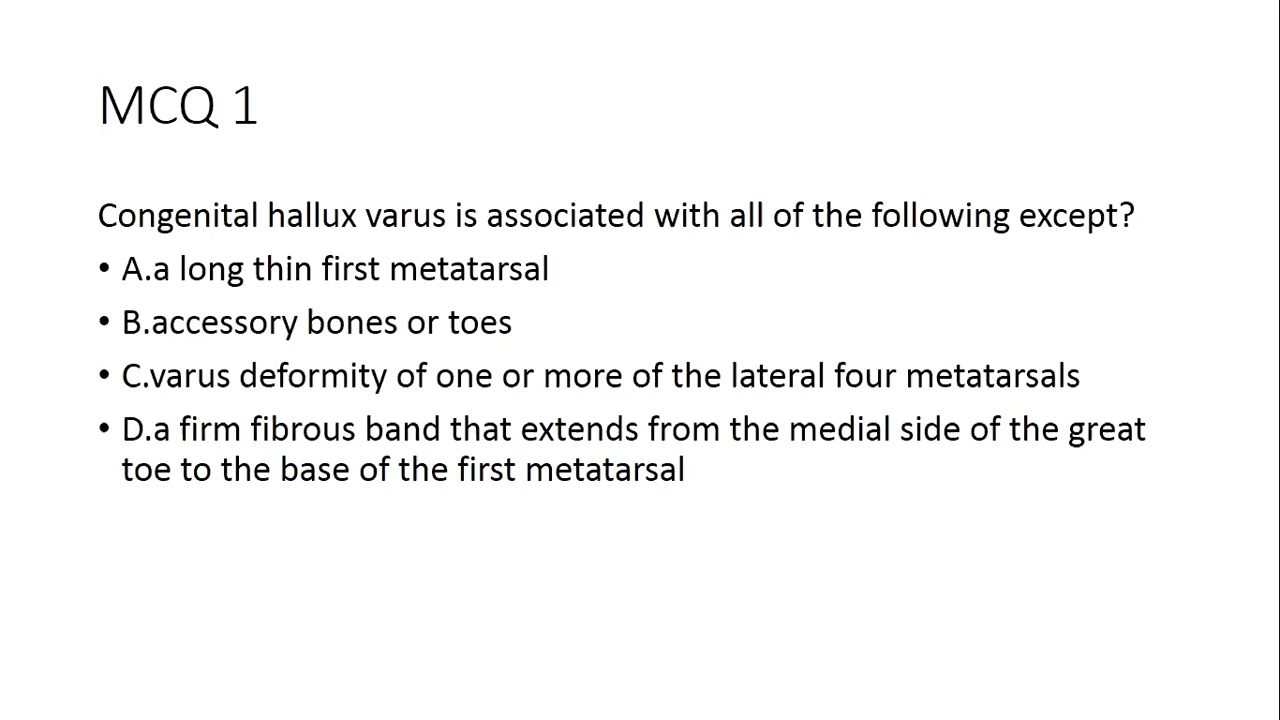 MCQ 1
Congenital hallux varus is associated with all of the following except?
• A.a long thin first metatarsal
• B.accessory bones or toes
• C.varus deformity of one or more of the lateral four metatarsals
• D.a firm fibrous band that extends from the medial side of the great
toe to the base of the first metatarsal